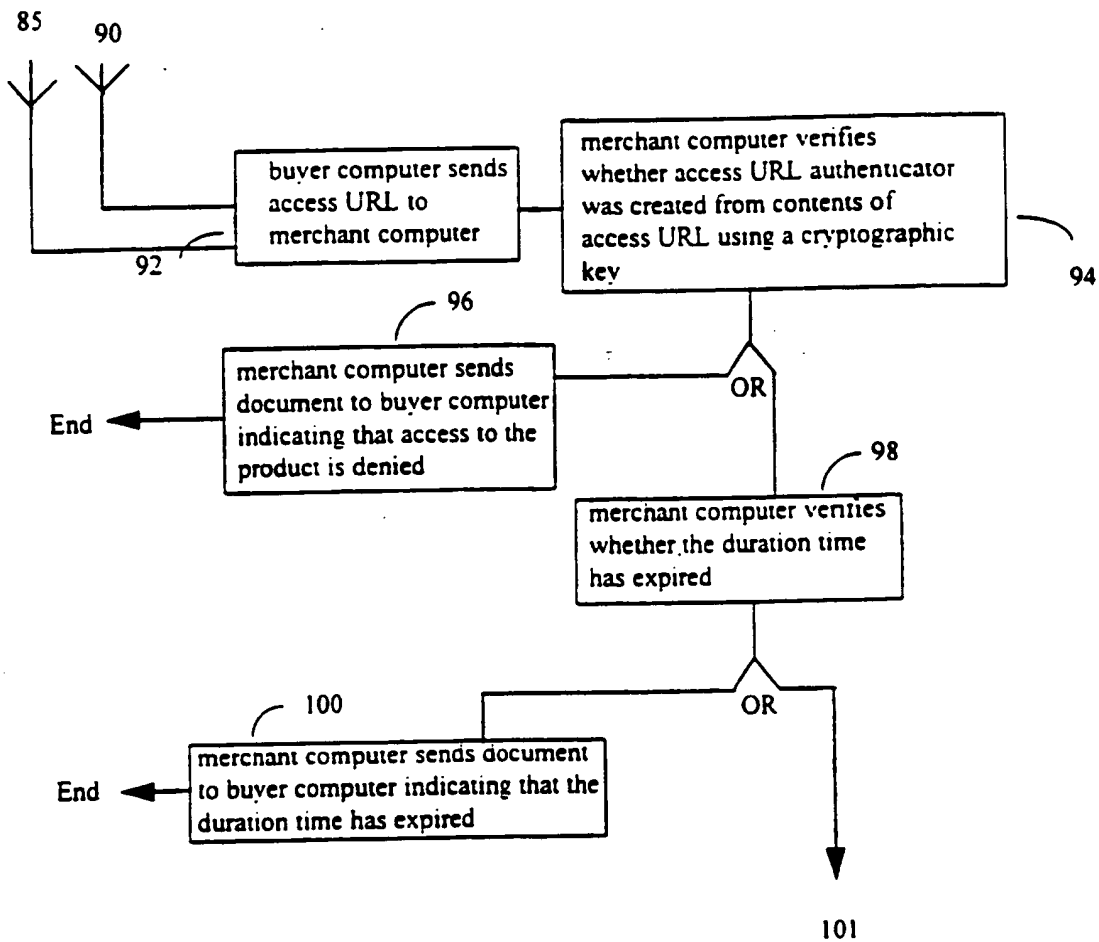 85
90
buyer computer sends
access URL to
merchant computer
92
merchant computer verifies
whether access URL authenticator
was created from contents of
access URL using a cryptographic
key
94
96
merchant computer sends
document to buyer computer
indicating that access to the
product is denied
End
OR
98
merchant computer verifies
whether the duration time
has expired
OR
100
merchant computer sends document
to buyer computer indicating that the
duration time has expired
End
101